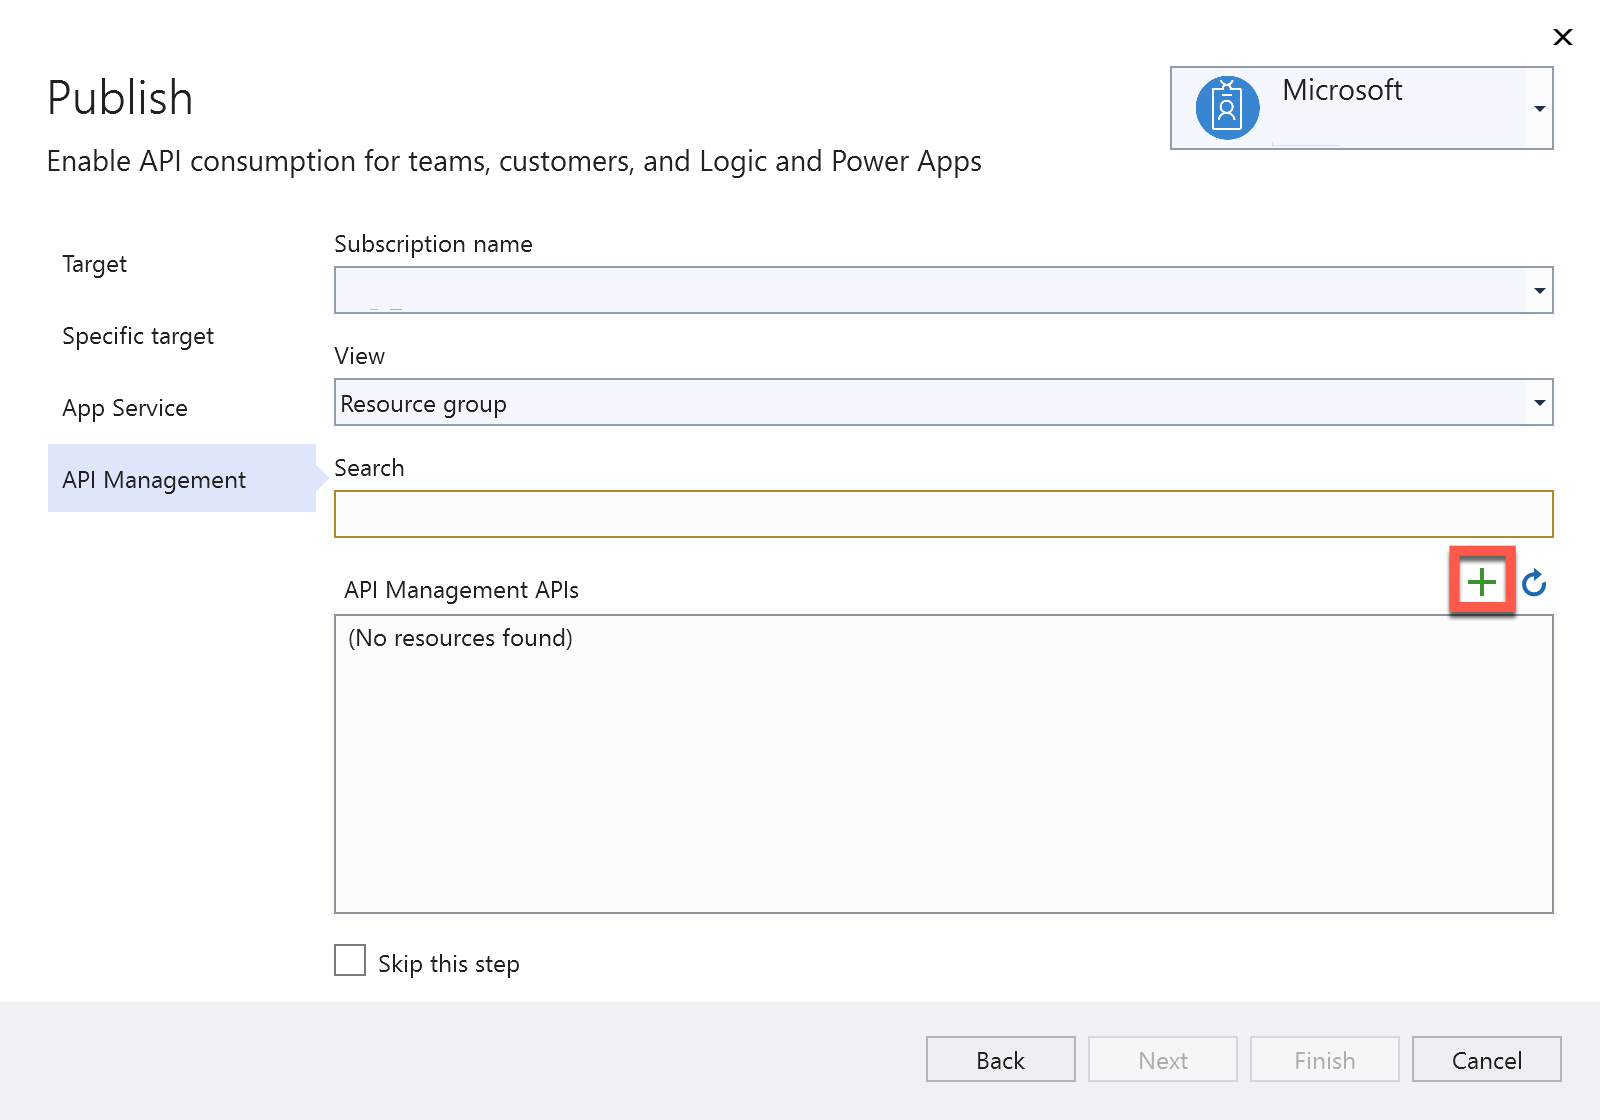 Publish
Microsoft
Enable API consumption for teams, customers, and Logic and Power Apps
Target
Specific target
App Service
API Management
Subscription name
View
Resource group
Search
API Management APIs
(No resources found)
Skip this step
Back
Next
Finish
Cancel